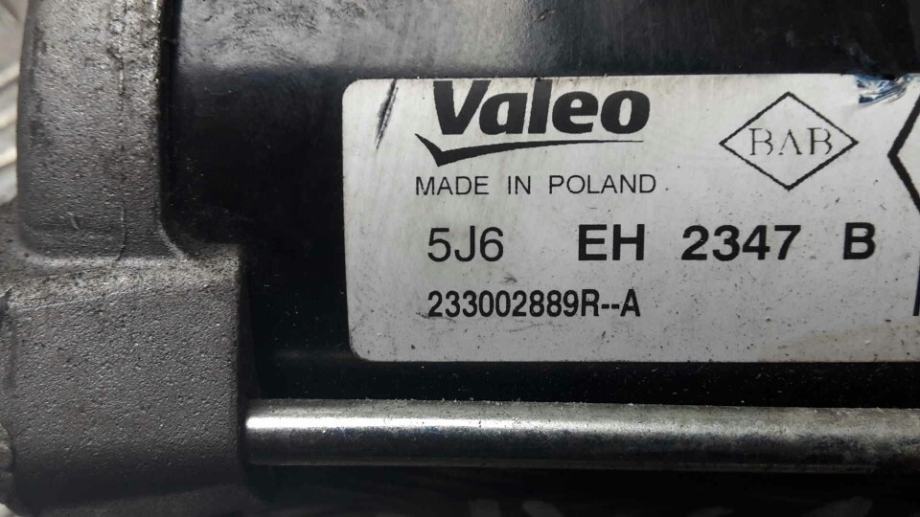 Valeo
BAB
MADE IN POLAND
5J6 EH 2347 B
233002889R--A